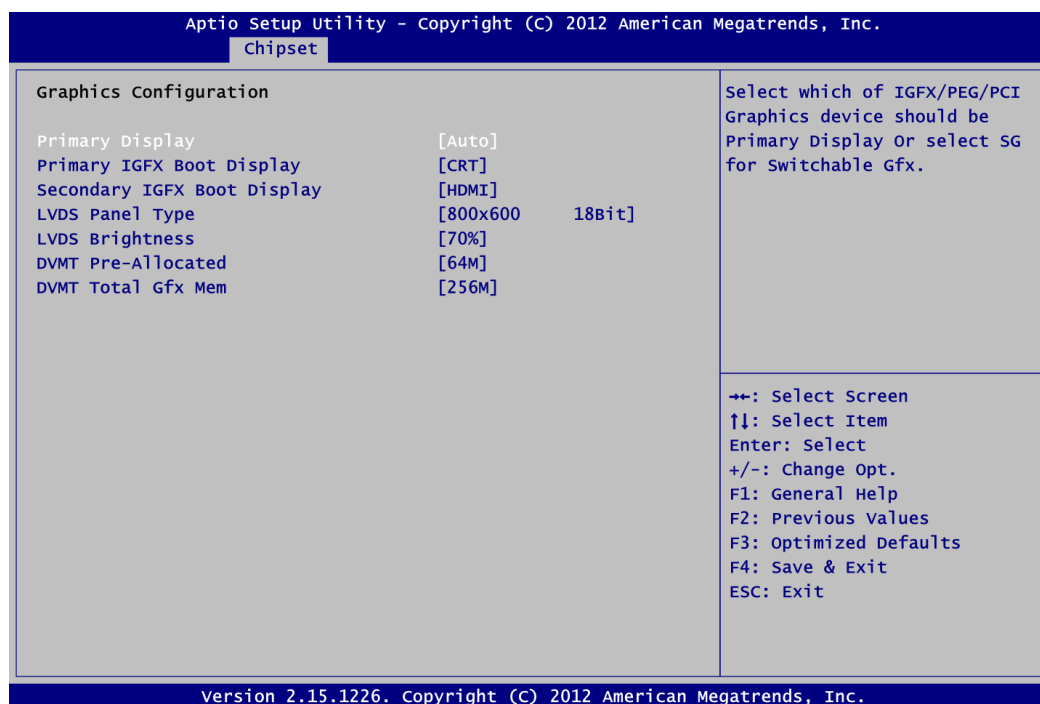 Aptio Setup Utility - Copyright (C) 2012 American Megatrends, Inc.
Chipset
Graphics Configuration
Primary Display [Auto]
Primary IGFX Boot Display [CRT]
Secondary IGFX Boot Display [HDMI]
LVDS Panel Type [800x600 18Bit]
LVDS Brightness [70%]
DVMT Pre-Allocated [64M]
DVMT Total Gfx Mem [256M]
Select which of IGFX/PEG/PCI
Graphics device should be
Primary Display Or select SG
for Switchable Gfx.
→←: Select Screen
↑↓: Select Item
Enter: Select
+/-: Change Opt.
F1: General Help
F2: Previous Values
F3: Optimized Defaults
F4: Save & Exit
ESC: Exit
Version 2.15.1226. Copyright (C) 2012 American Megatrends, Inc.